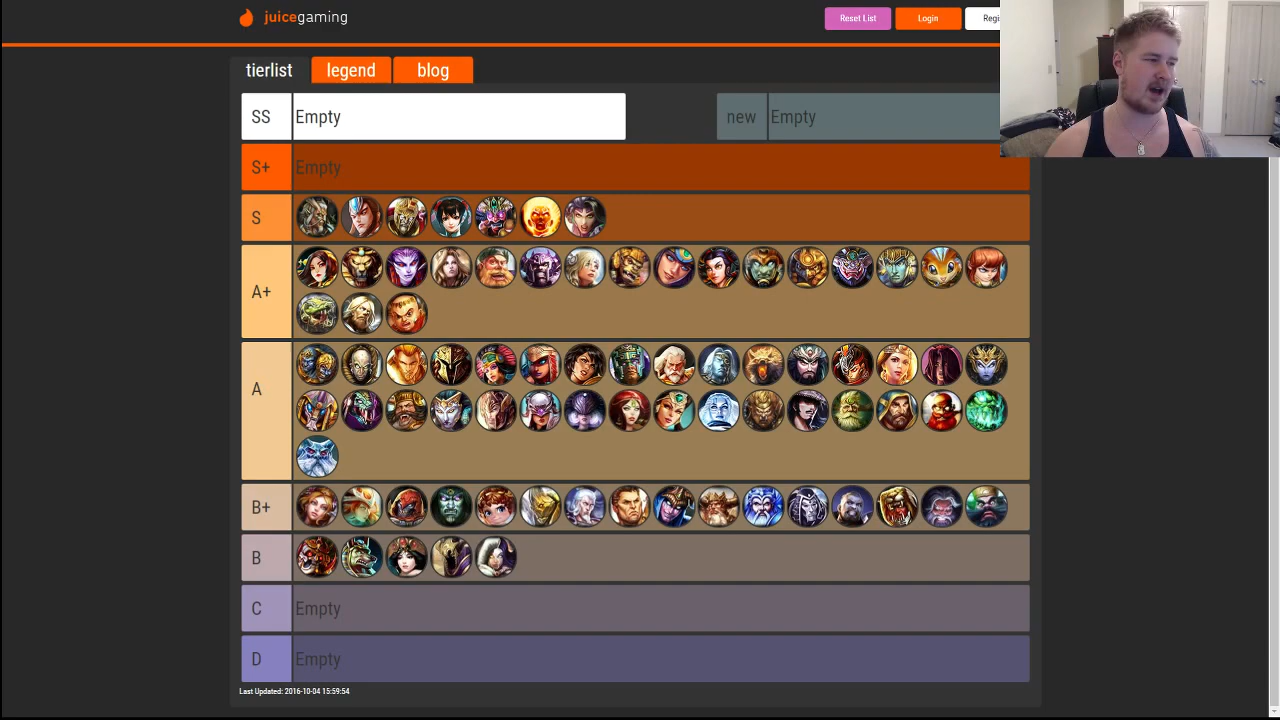 juicegaming
Reset List
Login
Regi
tierlist
legend
blog
SS
Empty
new
Empty
S+
Empty
S
A+
A
B+
B
C
Empty
D
Empty
Last Updated: 2016-10-04 15:59:54